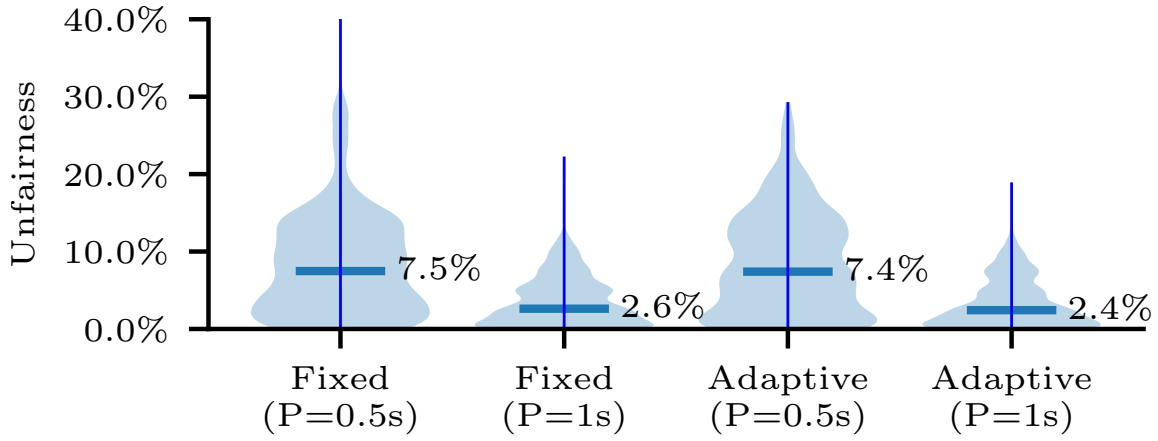 Unfairness
40.0%
30.0%
20.0%
10.0%
0.0%
7.5%
2.6%
7.4%
2.4%
Fixed
(P=0.5s)
Fixed
(P=1s)
Adaptive
(P=0.5s)
Adaptive
(P=1s)